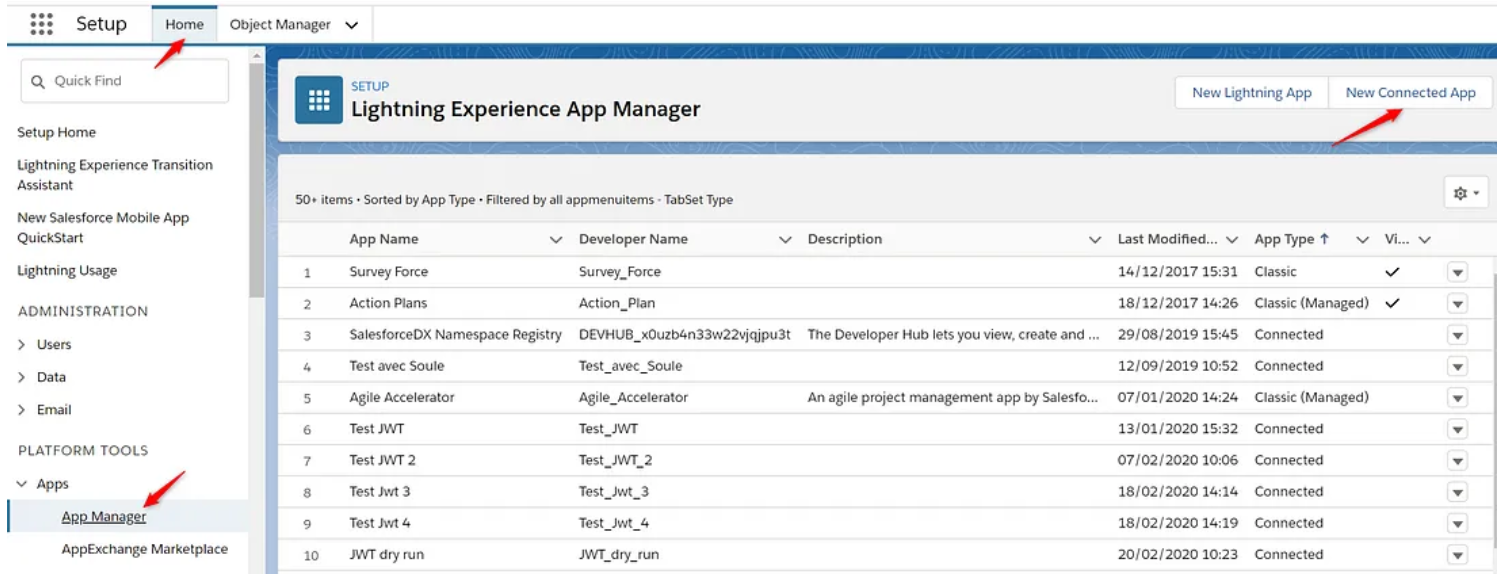 Setup Home Object Manager
Quick Find
Setup Home
Lightning Experience Transition
Assistant
New Salesforce Mobile App
QuickStart
Lightning Usage
ADMINISTRATION
Users
Data
Email
PLATFORM TOOLS
Apps
App Manager
AppExchange Marketplace
SETUP
Lightning Experience App Manager
New Lightning App New Connected App
50+ items • Sorted by App Type • Filtered by all appmenuitems - TabSet Type
App Name Developer Name Description Last Modified... App Type ↑ Vi...
1 Survey Force Survey_Force 14/12/2017 15:31 Classic
2 Action Plans Action_Plan 18/12/2017 14:26 Classic (Managed)
3 SalesforceDX Namespace Registry DEVHUB_x0uzb4n33w22vjqjpu3t The Developer Hub lets you view, create and ... 29/08/2019 15:45 Connected
4 Test avec Soule Test_avec_Soule 12/09/2019 10:52 Connected
5 Agile Accelerator Agile_Accelerator An agile project management app by Salesfo... 07/01/2020 14:24 Classic (Managed)
6 Test JWT Test_JWT 13/01/2020 15:32 Connected
7 Test JWT 2 Test_JWT_2 07/02/2020 10:06 Connected
8 Test Jwt 3 Test_Jwt_3 18/02/2020 14:14 Connected
9 Test Jwt 4 Test_Jwt_4 18/02/2020 14:19 Connected
10 JWT dry run JWT_dry_run 20/02/2020 10:23 Connected